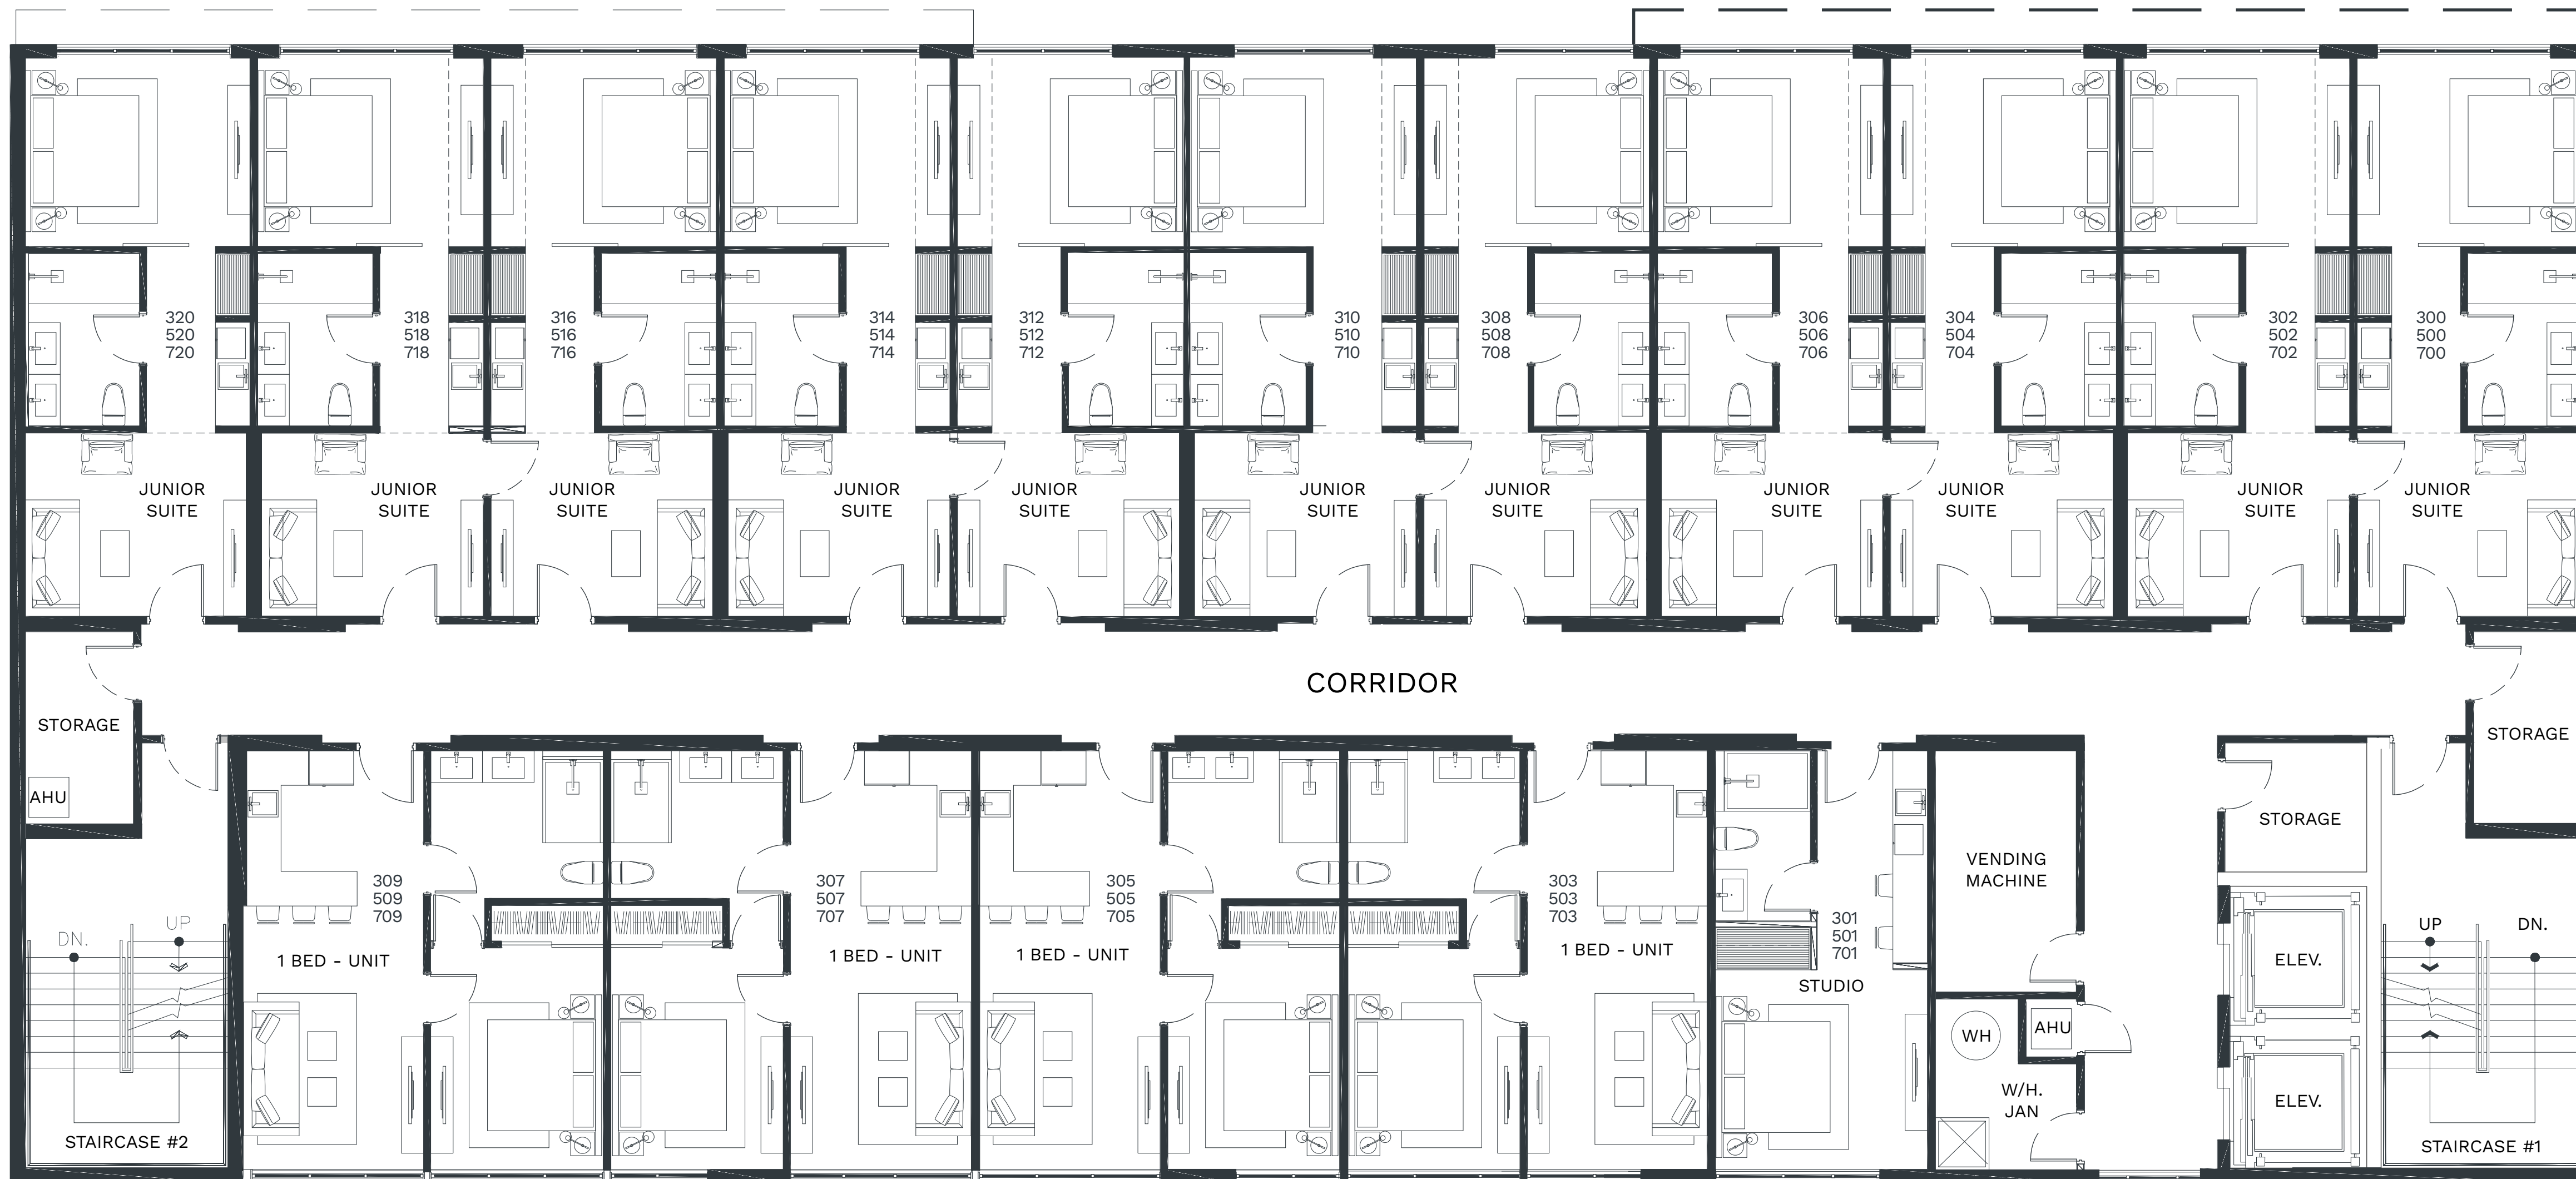 320
520
720
318
518
718
316
516
716
314
514
714
312
512
712
310
510
710
308
508
708
306
506
706
304
504
704
302
502
702
300
500
700
JUNIOR
SUITE
JUNIOR
SUITE
JUNIOR
SUITE
JUNIOR
SUITE
JUNIOR
SUITE
JUNIOR
SUITE
JUNIOR
SUITE
JUNIOR
SUITE
JUNIOR
SUITE
JUNIOR
SUITE
JUNIOR
SUITE
CORRIDOR
STORAGE
AHU
DN.
UP
STAIRCASE #2
309
509
709
1 BED - UNIT
307
507
707
1 BED - UNIT
305
505
705
1 BED - UNIT
303
503
703
1 BED - UNIT
301
501
701
STUDIO
VENDING
MACHINE
WH
AHU
W/H.
JAN
STORAGE
ELEV.
ELEV.
STORAGE
UP
DN.
STAIRCASE #1